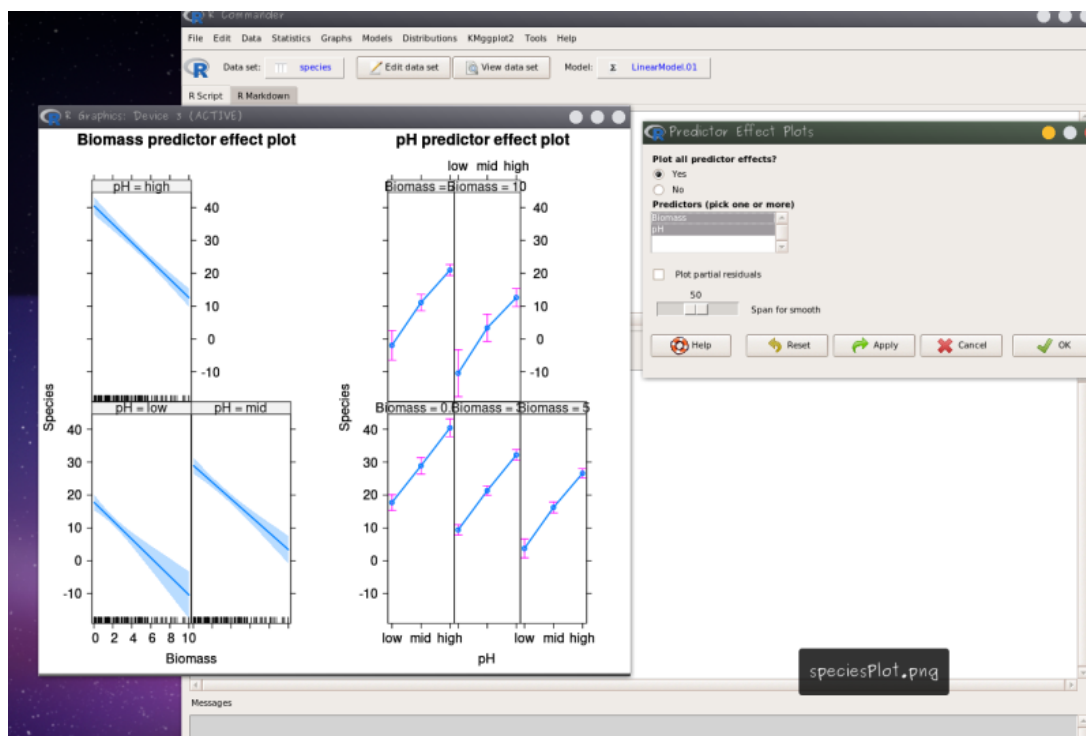 R Commander
File Edit Data Statistics Graphs Models Distributions KMggplot2 Tools Help
Data set: species Edit data set View data set Model: Σ LinearModel.01
R Script R Markdown
R Graphics: Device 3 (ACTIVE)
Biomass predictor effect plot
pH = high
40
30
20
10
0
-10
pH = low pH = mid
40
30
20
10
0
-10
Species
0 2 4 6 8 10
Biomass
pH predictor effect plot
low mid high
Biomass = Biomass = 10
40
30
20
10
0
-10
Biomass = 0. Biomass = Biomass = 5
40
30
20
10
0
-10
Species
low mid high low mid high
pH
Predictor Effect Plots
Plot all predictor effects?
Yes
No
Predictors (pick one or more)
Biomass
pH
Plot partial residuals
50
Span for smooth
Help Reset Apply Cancel OK
speciesPlot.png
Messages